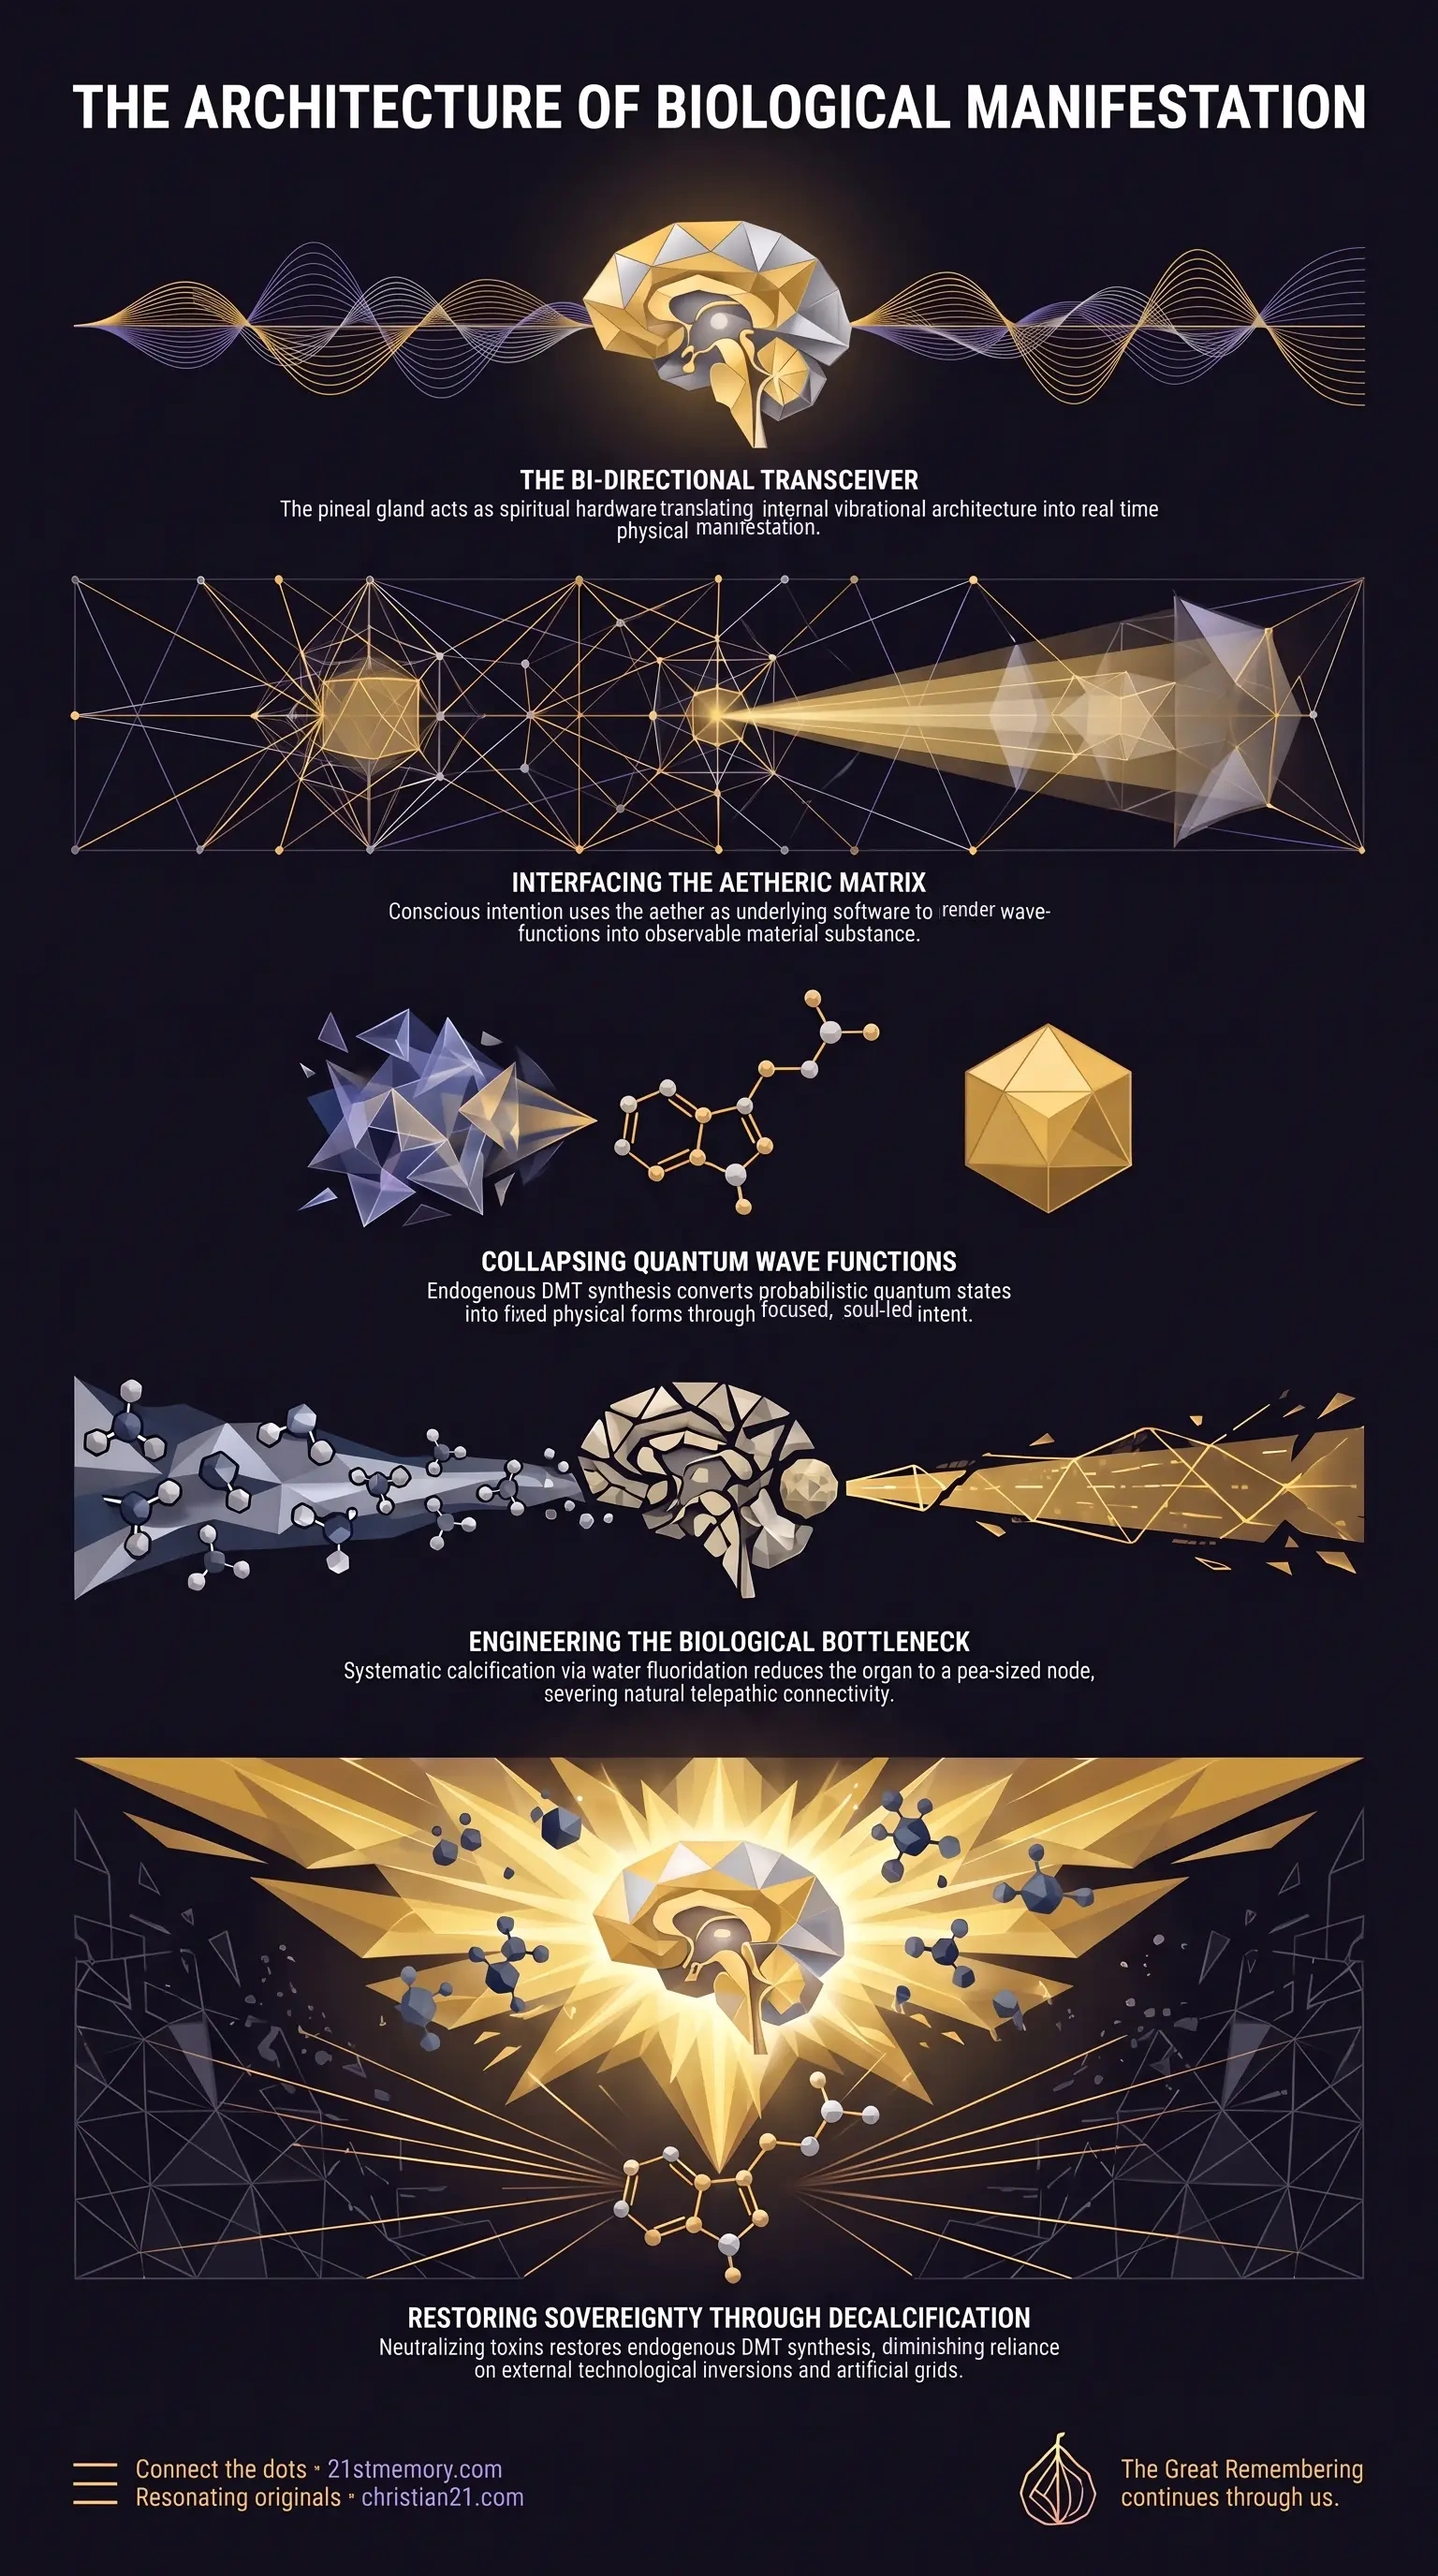 THE ARCHITECTURE OF BIOLOGICAL MANIFESTATION
THE BI-DIRECTIONAL TRANSCEIVER
The pineal gland acts as spiritual hardware translating internal vibrational architecture into real time
physical manifestation.
INTERFACING THE AETHERIC MATRIX
Conscious intention uses the aether as underlying software to render wave-
functions into observable material substance.
COLLAPSING QUANTUM WAVE FUNCTIONS
Endogenous DMT synthesis converts probabilistic quantum states
into fixed physical forms through focused, soul-led intent.
ENGINEERING THE BIOLOGICAL BOTTLENECK
Systematic calcification via water fluoridation reduces the organ to a pea-sized node,
severing natural telepathic connectivity.
RESTORING SOVEREIGNTY THROUGH DECALCIFICATION
Neutralizing toxins restores endogenous DMT synthesis, diminishing reliance
on external technological inversions and artificial grids.
Connect the dots " 21stmemory.com
Resonating originals " christian21.com
The Great Remembering
continues through us.